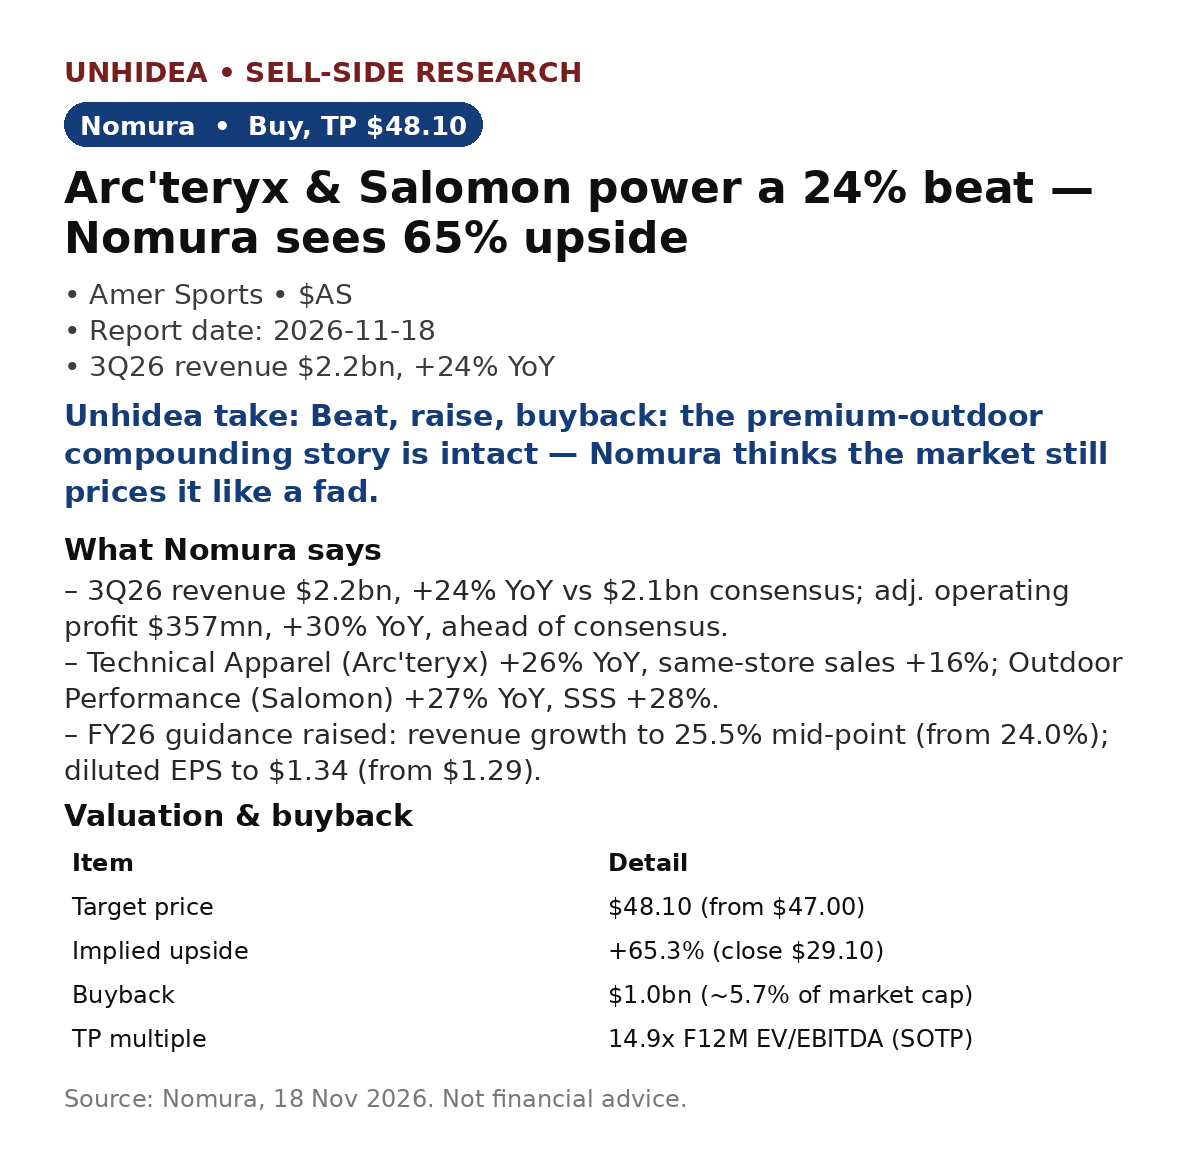 UNHIDEA • SELL-SIDE RESEARCH
Nomura • Buy, TP $48.10
Arc'teryx & Salomon power a 24% beat —
Nomura sees 65% upside
• Amer Sports • $AS
• Report date: 2026-11-18
• 3Q26 revenue $2.2bn, +24% YoY
Unhidea take: Beat, raise, buyback: the premium-outdoor
compounding story is intact — Nomura thinks the market still
prices it like a fad.
What Nomura says
– 3Q26 revenue $2.2bn, +24% YoY vs $2.1bn consensus; adj. operating
profit $357mn, +30% YoY, ahead of consensus.
– Technical Apparel (Arc'teryx) +26% YoY, same-store sales +16%; Outdoor
Performance (Salomon) +27% YoY, SSS +28%.
– FY26 guidance raised: revenue growth to 25.5% mid-point (from 24.0%);
diluted EPS to $1.34 (from $1.29).
Valuation & buyback
Item Detail
Target price $48.10 (from $47.00)
Implied upside +65.3% (close $29.10)
Buyback $1.0bn (~5.7% of market cap)
TP multiple 14.9x F12M EV/EBITDA (SOTP)
Source: Nomura, 18 Nov 2026. Not financial advice.